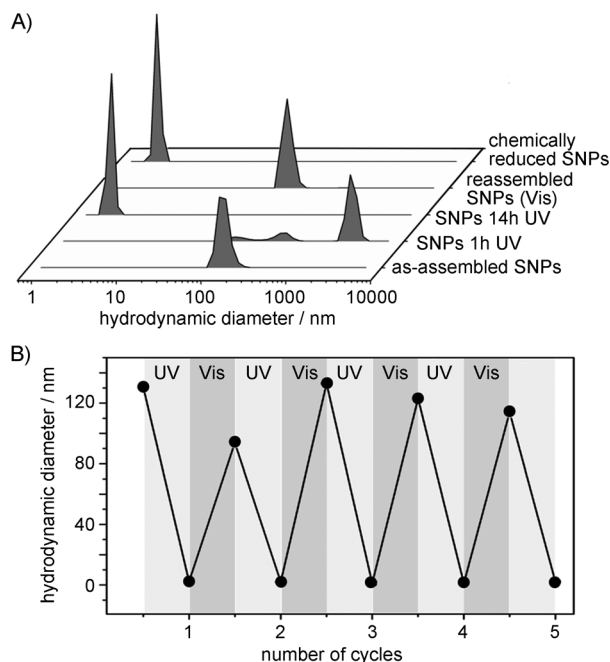 A)
chemically
reduced SNPs
reassembled
SNPs (Vis)
SNPs 14h UV
SNPs 1h UV
as-assembled SNPs
1 10 100 1000 10000
hydrodynamic diameter / nm
B)
UV Vis UV Vis UV Vis UV Vis
120
80
40
0
hydrodynamic diameter / nm
1 2 3 4 5
number of cycles